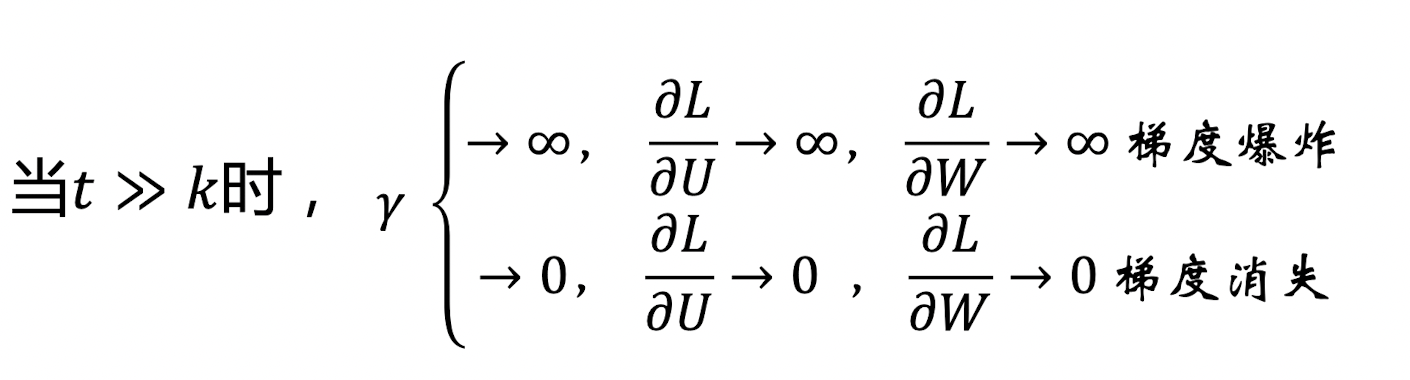 当t ≫ k时， γ { → ∞, ∂L/∂U → ∞, ∂L/∂W → ∞ 梯度爆炸
→ 0, ∂L/∂U → 0 , ∂L/∂W → 0 梯度消失